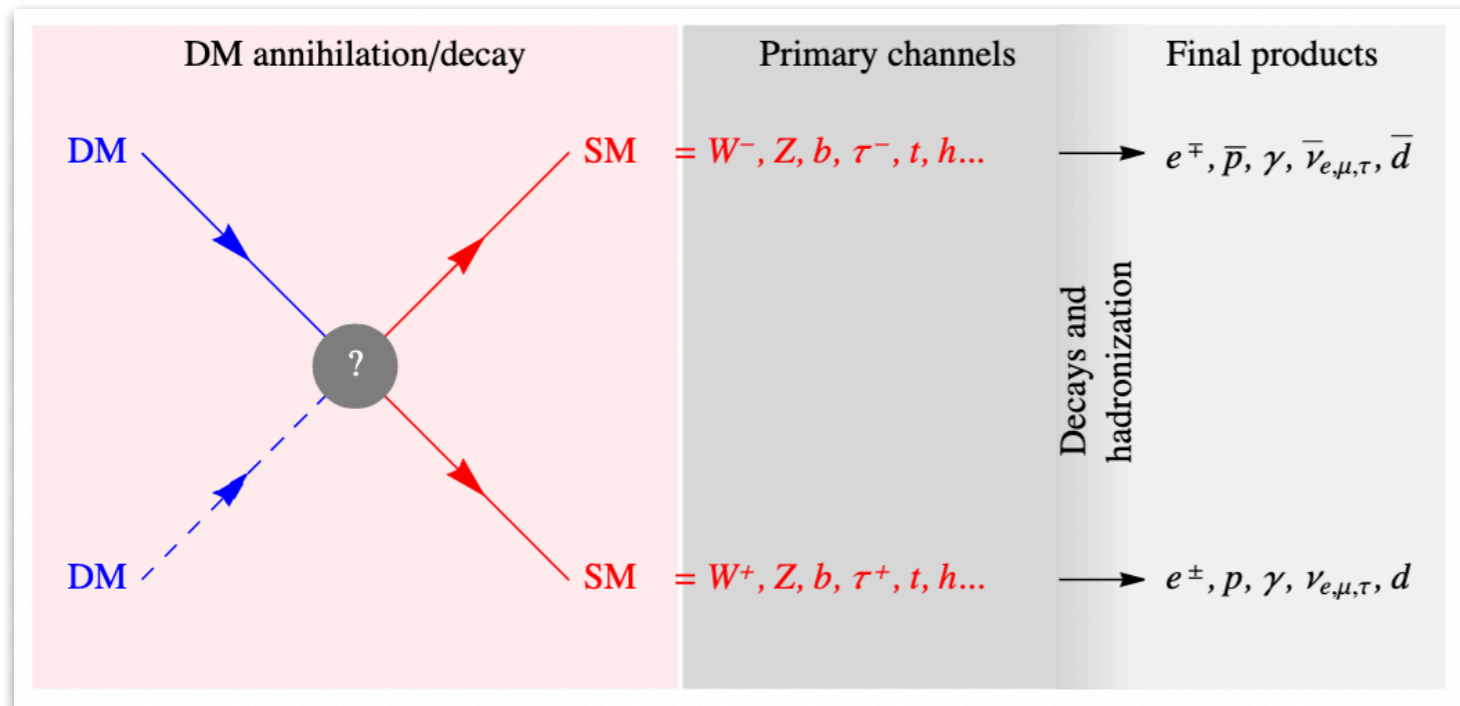 DM annihilation/decay
Primary channels
Final products
DM
SM = W⁻, Z, b, τ⁻, t, h...
e∓, p̅, γ, ν̅e,μ,τ, d̅
?
Decays and
hadronization
DM
SM = W⁺, Z, b, τ⁺, t, h...
e±, p, γ, νe,μ,τ, d